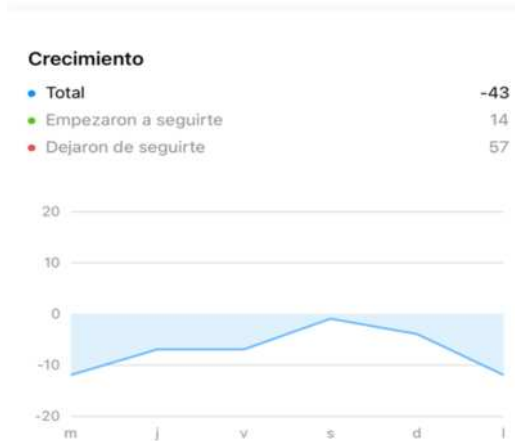 Crecimiento
Total -43
Empezaron a seguirte 14
Dejaron de seguirte 57
20
10
0
-10
-20
m j v s d l